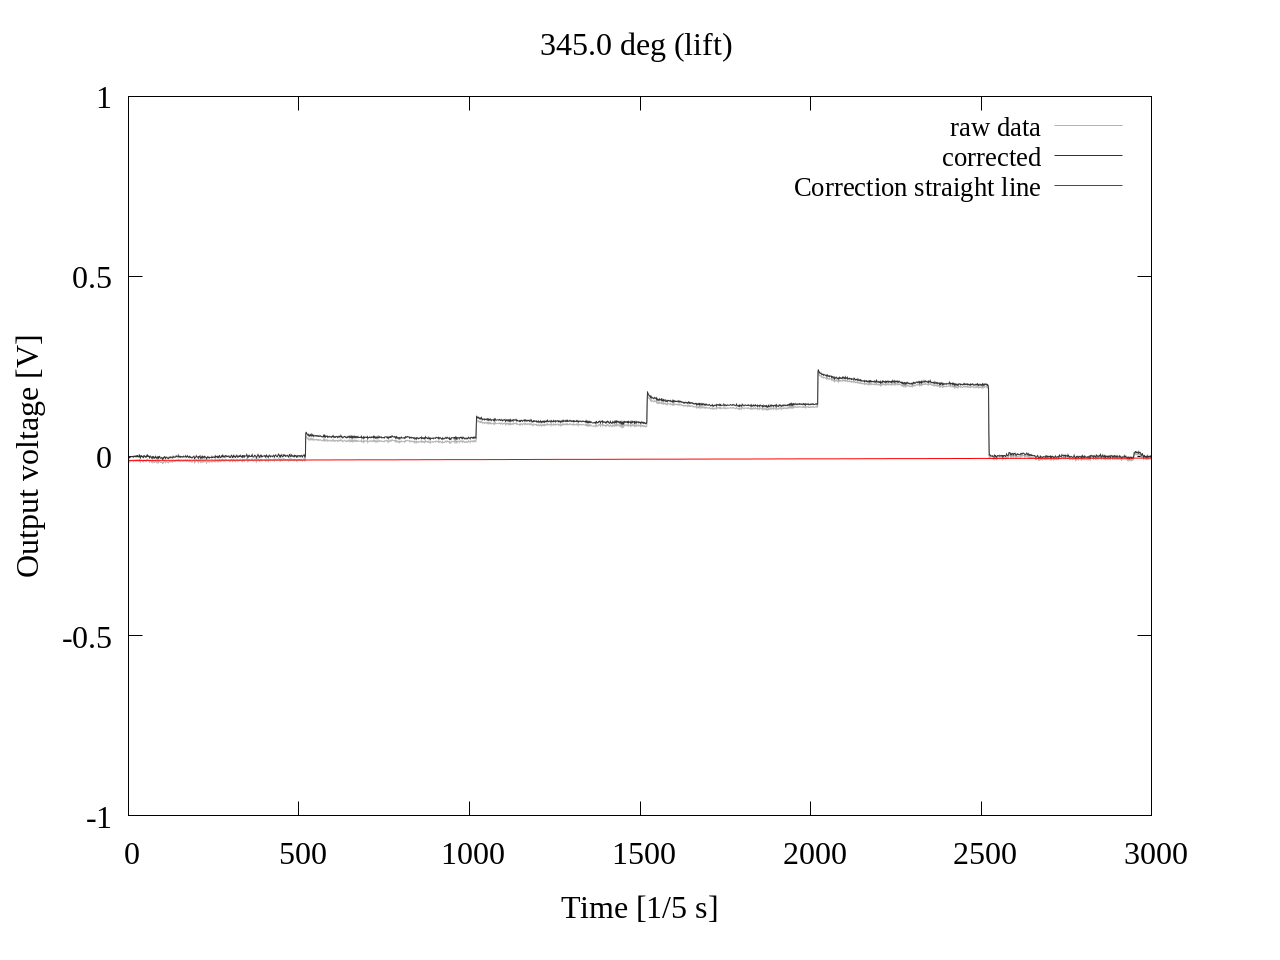 345.0 deg (lift)
1
0.5
0
-0.5
-1
Output voltage [V]
raw data
corrected
Correction straight line
0 500 1000 1500 2000 2500 3000
Time [1/5 s]